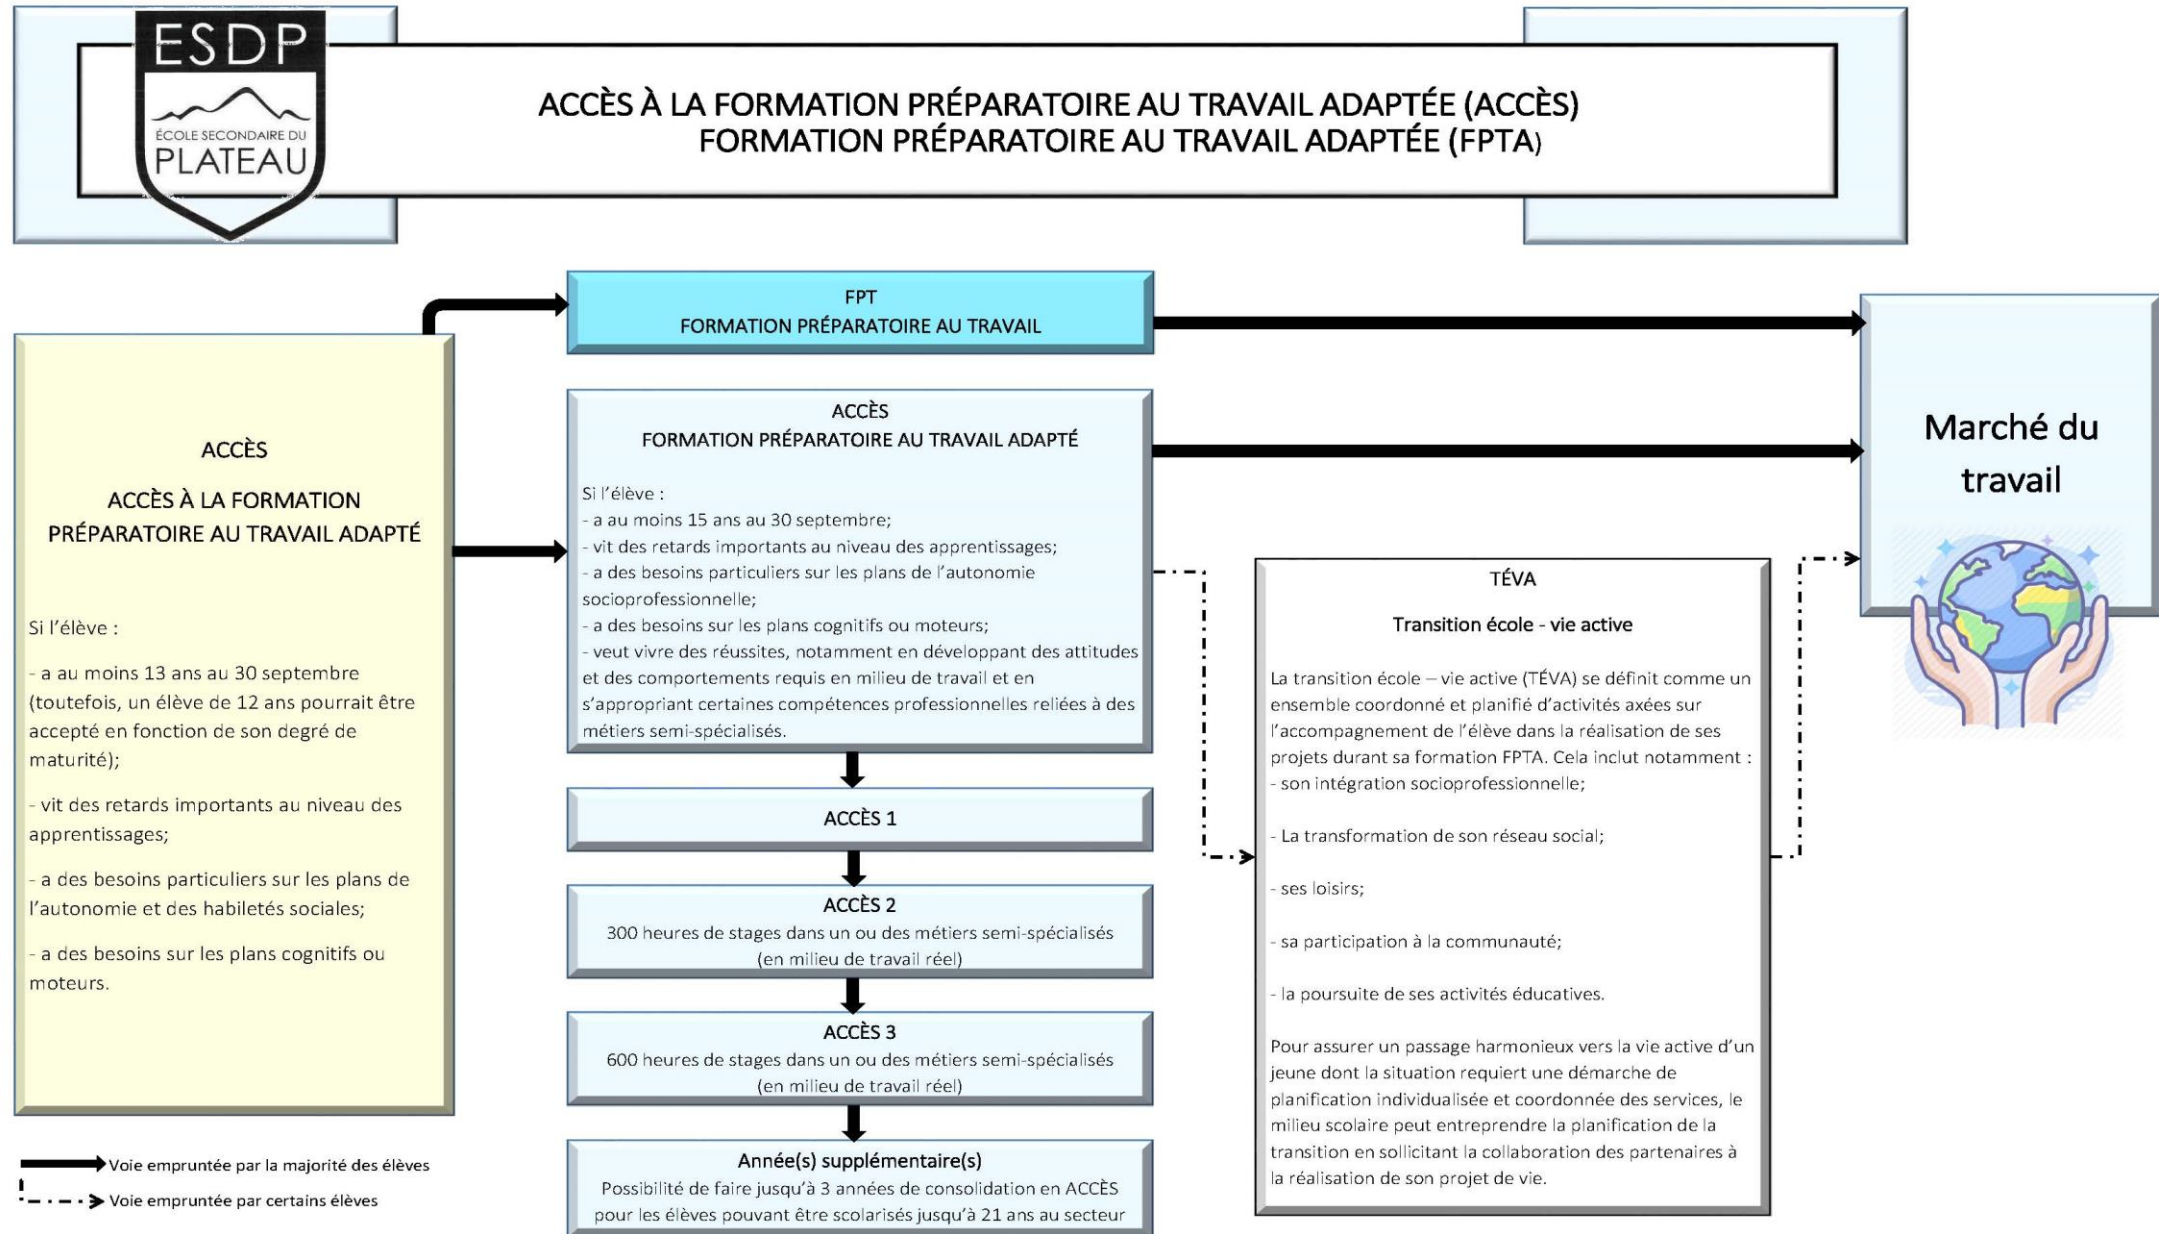 ESDP
ÉCOLE SECONDAIRE DU
PLATEAU
ACCÈS À LA FORMATION PRÉPARATOIRE AU TRAVAIL ADAPTÉE (ACCÈS)
FORMATION PRÉPARATOIRE AU TRAVAIL ADAPTÉE (FPTA)
ACCÈS
ACCÈS À LA FORMATION
PRÉPARATOIRE AU TRAVAIL ADAPTÉ
Si l'élève :
- a au moins 13 ans au 30 septembre
(toutefois, un élève de 12 ans pourrait être
accepté en fonction de son degré de
maturité);
- vit des retards importants au niveau des
apprentissages;
- a des besoins particuliers sur les plans de
l'autonomie et des habiletés sociales;
- a des besoins sur les plans cognitifs ou
moteurs.
FPT
FORMATION PRÉPARATOIRE AU TRAVAIL
ACCÈS
FORMATION PRÉPARATOIRE AU TRAVAIL ADAPTÉ
Si l'élève :
- a au moins 15 ans au 30 septembre;
- vit des retards importants au niveau des apprentissages;
- a des besoins particuliers sur les plans de l'autonomie
socioprofessionnelle;
- a des besoins sur les plans cognitifs ou moteurs;
- veut vivre des réussites, notamment en développant des attitudes
et des comportements requis en milieu de travail et en
s'appropriant certaines compétences professionnelles reliées à des
métiers semi-spécialisés.
ACCÈS 1
ACCÈS 2
300 heures de stages dans un ou des métiers semi-spécialisés
(en milieu de travail réel)
ACCÈS 3
600 heures de stages dans un ou des métiers semi-spécialisés
(en milieu de travail réel)
Année(s) supplémentaire(s)
Possibilité de faire jusqu'à 3 années de consolidation en ACCÈS
pour les élèves pouvant être scolarisés jusqu'à 21 ans au secteur
TÉVA
Transition école - vie active
La transition école – vie active (TÉVA) se définit comme un
ensemble coordonné et planifié d'activités axées sur
l'accompagnement de l'élève dans la réalisation de ses
projets durant sa formation FPTA. Cela inclut notamment :
- son intégration socioprofessionnelle;
- La transformation de son réseau social;
- ses loisirs;
- sa participation à la communauté;
- la poursuite de ses activités éducatives.
Pour assurer un passage harmonieux vers la vie active d'un
jeune dont la situation requiert une démarche de
planification individualisée et coordonnée des services, le
milieu scolaire peut entreprendre la planification de la
transition en sollicitant la collaboration des partenaires à
la réalisation de son projet de vie.
Marché du
travail
Voie empruntée par la majorité des élèves
Voie empruntée par certains élèves